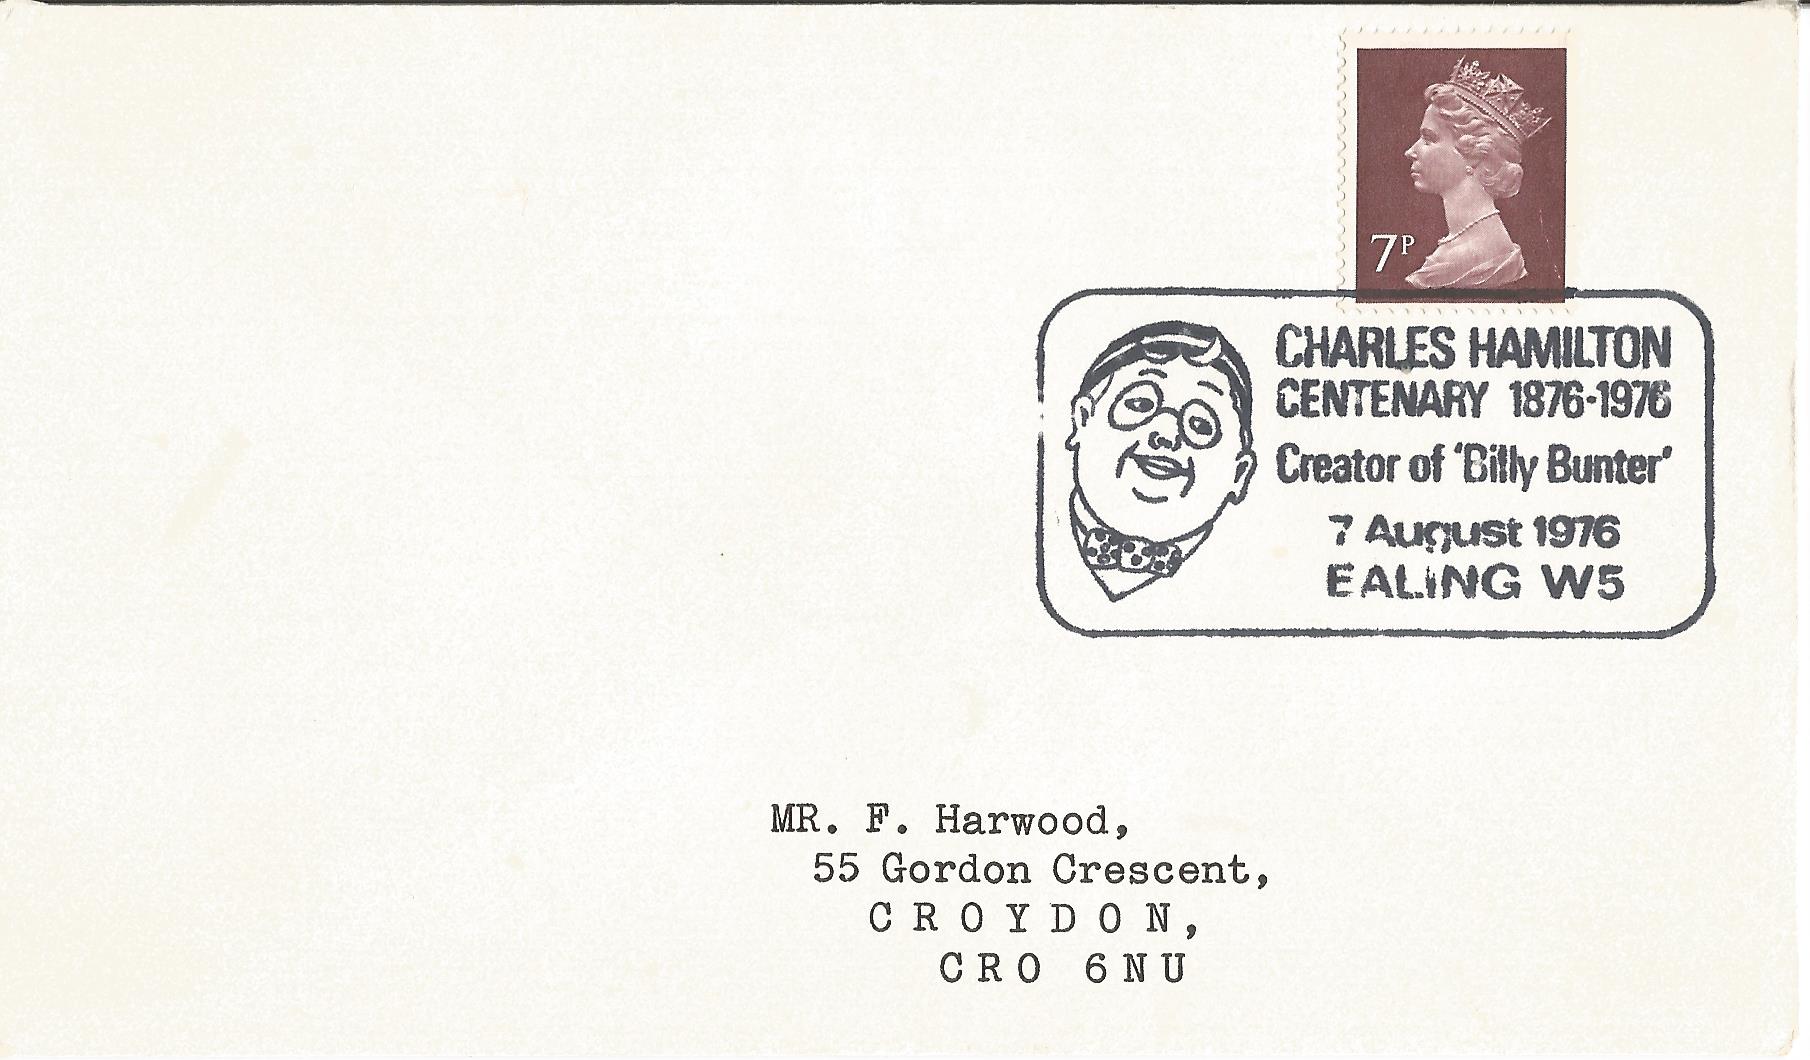 7P
CHARLES HAMILTON
CENTENARY 1876-1976
Creator of 'Billy Bunter'
7 August 1976
EALING W5
MR. F. Harwood,
55 Gordon Crescent,
CROYDON,
CRO 6NU